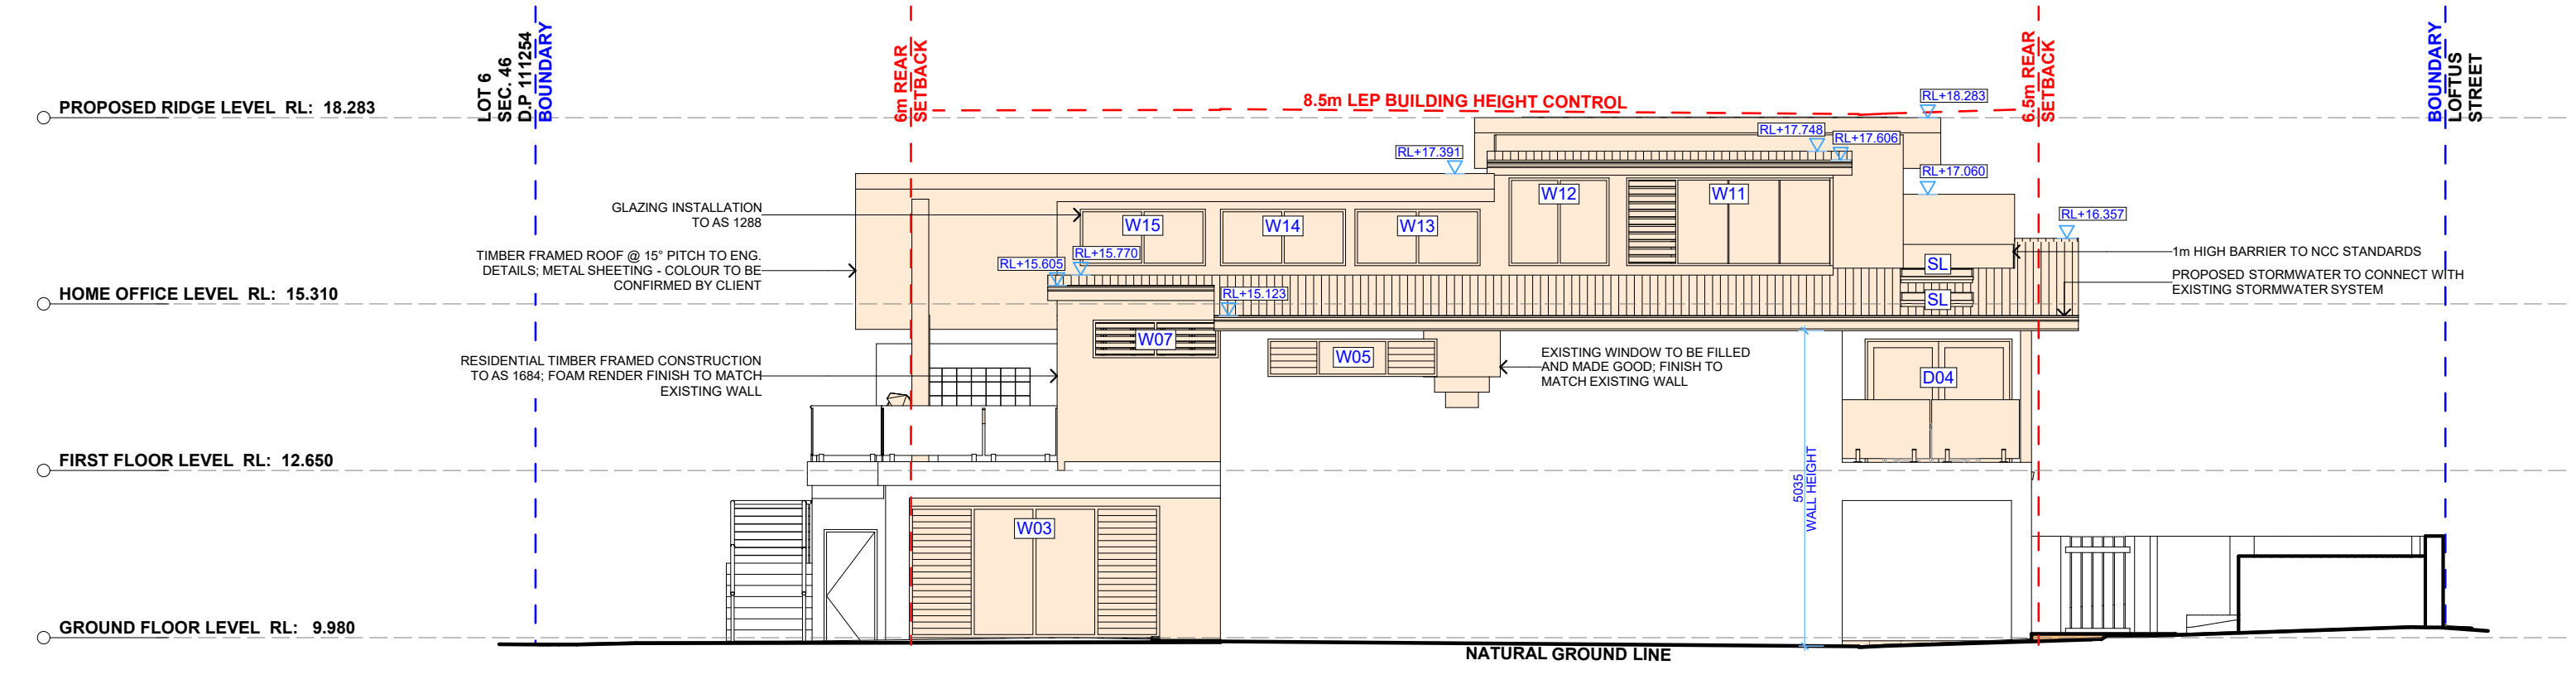 LOT 6
SEC. 46
D.P 111254
BOUNDARY
6m REAR
SETBACK
8.5m LEP BUILDING HEIGHT CONTROL
6.5m REAR
SETBACK
BOUNDARY
LOFTUS
STREET
PROPOSED RIDGE LEVEL RL: 18.283
RL+18.283
RL+17.748
RL+17.606
RL+17.391
RL+17.060
RL+16.357
GLAZING INSTALLATION
TO AS 1288
W15
W14
W13
W12
W11
TIMBER FRAMED ROOF @ 15° PITCH TO ENG.
DETAILS; METAL SHEETING - COLOUR TO BE
CONFIRMED BY CLIENT
RL+15.605
RL+15.770
SL
SL
1m HIGH BARRIER TO NCC STANDARDS
PROPOSED STORMWATER TO CONNECT WITH
EXISTING STORMWATER SYSTEM
HOME OFFICE LEVEL RL: 15.310
RL+15.123
W07
W05
RESIDENTIAL TIMBER FRAMED CONSTRUCTION
TO AS 1684; FOAM RENDER FINISH TO MATCH
EXISTING WALL
EXISTING WINDOW TO BE FILLED
AND MADE GOOD; FINISH TO
MATCH EXISTING WALL
D04
FIRST FLOOR LEVEL RL: 12.650
5035
WALL HEIGHT
W03
GROUND FLOOR LEVEL RL: 9.980
NATURAL GROUND LINE